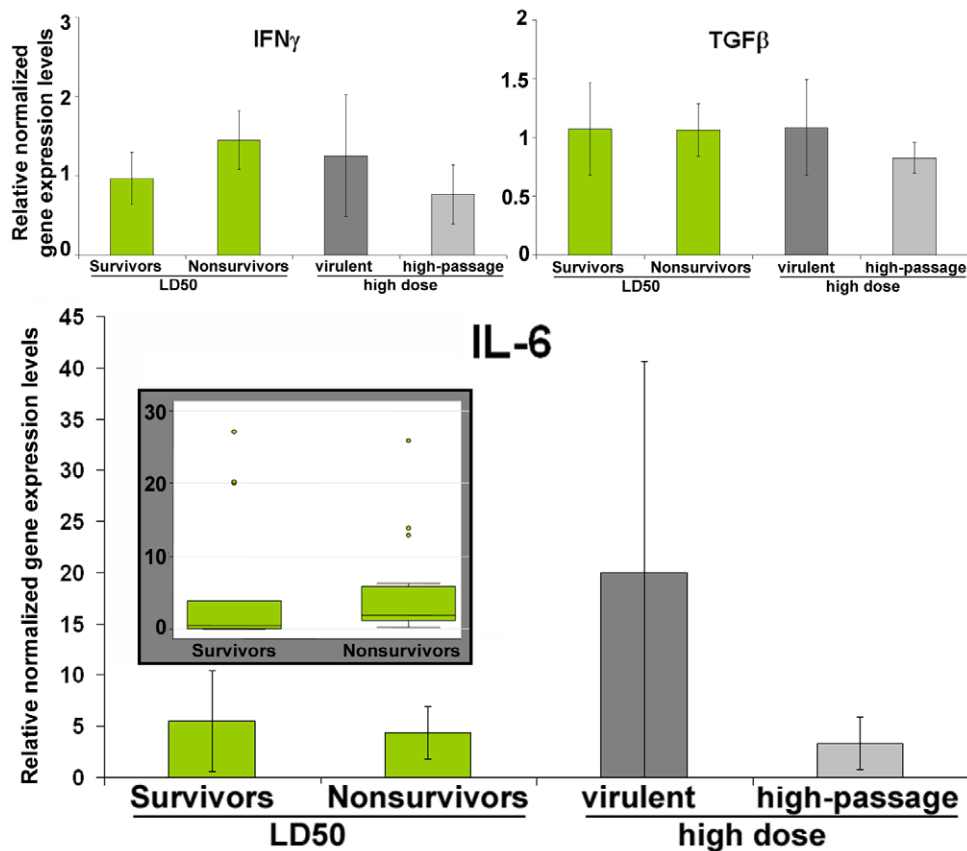 Relative normalized
gene expression levels
IFNγ
3
2
1
0
Survivors Nonsurvivors virulent high-passage
LD50 high dose
TGFβ
2
1.5
1
0.5
0
Survivors Nonsurvivors virulent high-passage
LD50 high dose
Relative normalized gene expression levels
IL-6
45
40
35
30
25
20
15
10
5
0
30
20
10
0
Survivors Nonsurvivors
Survivors Nonsurvivors virulent high-passage
LD50 high dose